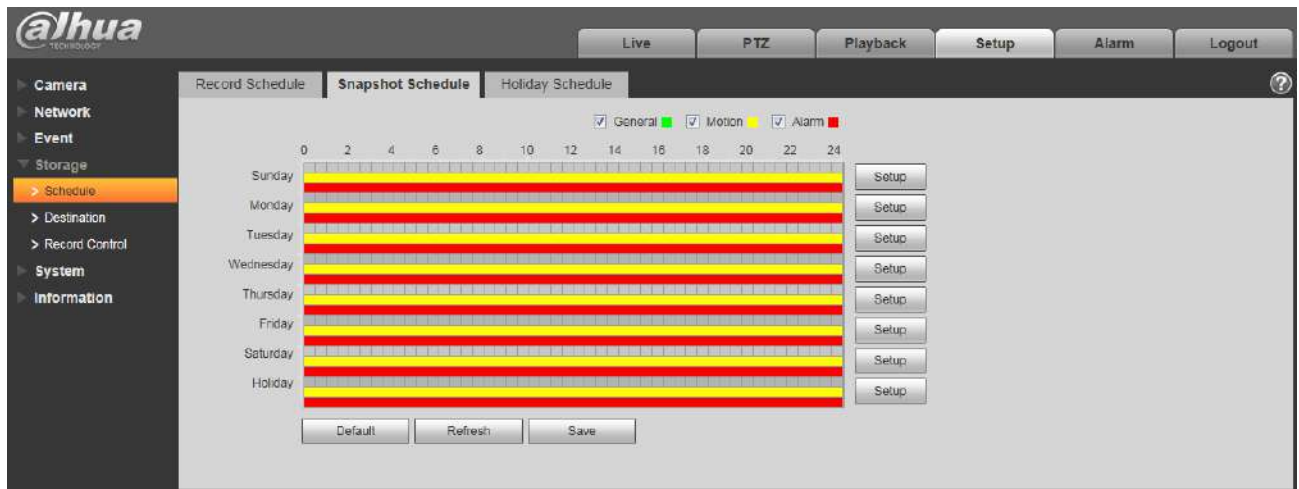 alhua
TECHNOLOGY
Live PTZ Playback Setup Alarm Logout
Camera
Network
Event
Storage
> Schedule
> Destination
> Record Control
System
Information
Record Schedule Snapshot Schedule Holiday Schedule ?
General Motion Alarm
0 2 4 6 8 10 12 14 16 18 20 22 24
Sunday Setup
Monday Setup
Tuesday Setup
Wednesday Setup
Thursday Setup
Friday Setup
Saturday Setup
Holiday Setup
Default Refresh Save